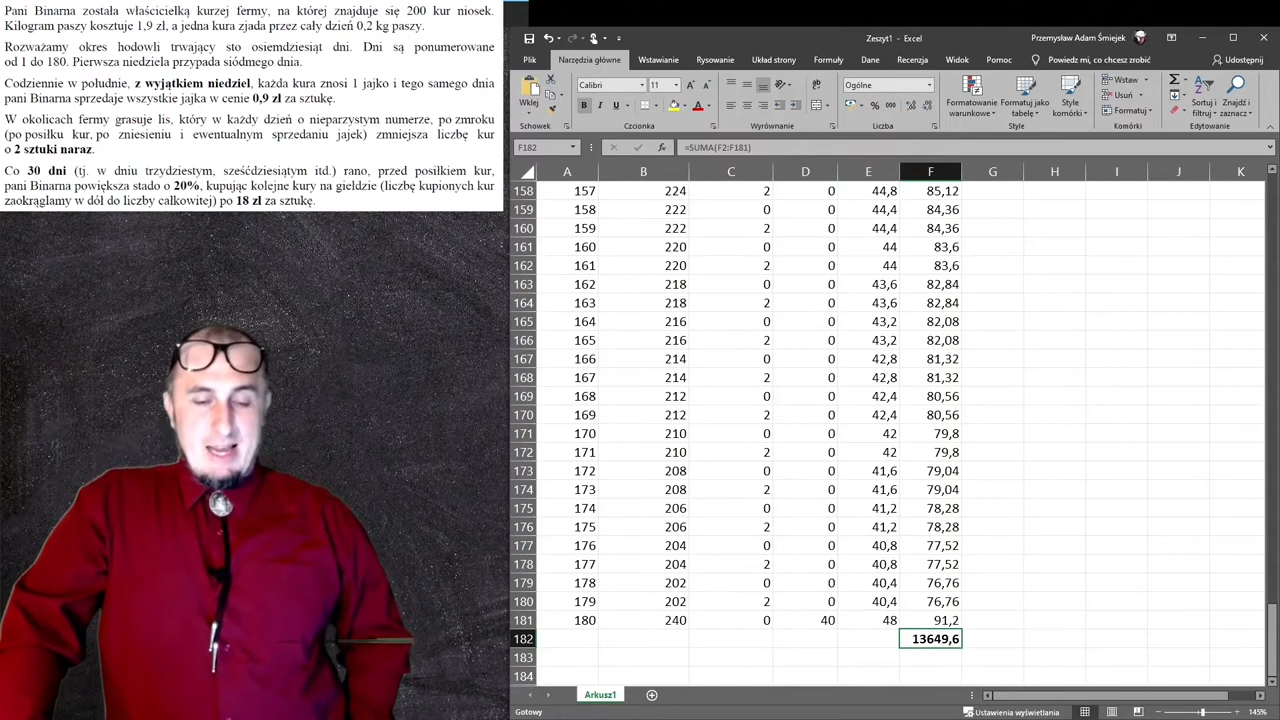 Pani Binarna została właścicielką kurzej fermy, na której znajduje się 200 kur niosek.
Kilogram paszy kosztuje 1,9 zł, a jedna kura zjada przez cały dzień 0,2 kg paszy.
Rozważamy okres hodowli trwający sto osiemdziesiąt dni. Dni są ponumerowane
od 1 do 180. Pierwsza niedziela przypada siódmego dnia.
Codziennie w południe, z wyjątkiem niedziel, każda kura znosi 1 jajko i tego samego dnia
pani Binarna sprzedaje wszystkie jajka w cenie 0,9 zł za sztukę.
W okolicach fermy grasuje lis, który w każdy dzień o nieparzystym numerze, po zmroku
(po posiłku kur, po zniesieniu i ewentualnym sprzedaniu jajek) zmniejsza liczbę kur
o 2 sztuki naraz.
Co 30 dni (tj. w dniu trzydziestym, sześćdziesiątym itd.) rano, przed posiłkiem kur,
pani Binarna powiększa stado o 20%, kupując kolejne kury na giełdzie (liczbę kupionych kur
zaokrąglamy w dół do liczby całkowitej) po 18 zł za sztukę.
Zeszyt1 - Excel
Przemysław Adam Śmiejek
Plik Narzędzia główne Wstawianie Rysowanie Układ strony Formuły Dane Recenzja Widok Pomoc Powiedz mi, co chcesz zrobić Udostępnij
Wklej
Calibri 11
Ogólne
Formatowanie warunkowe
Formatuj jako tabelę
Style komórki
Wstaw
Usuń
Formatuj
Sortuj i filtruj
Znajdź i zaznacz
Schowek Czcionka Wyrównanie Liczba Style Komórki Edytowanie
F182 fx =SUMA(F2:F181)
A B C D E F G H I J K
158 157 224 2 0 44,8 85,12
159 158 222 0 0 44,4 84,36
160 159 222 2 0 44,4 84,36
161 160 220 0 0 44 83,6
162 161 220 2 0 44 83,6
163 162 218 0 0 43,6 82,84
164 163 218 2 0 43,6 82,84
165 164 216 0 0 43,2 82,08
166 165 216 2 0 43,2 82,08
167 166 214 0 0 42,8 81,32
168 167 214 2 0 42,8 81,32
169 168 212 0 0 42,4 80,56
170 169 212 2 0 42,4 80,56
171 170 210 0 0 42 79,8
172 171 210 2 0 42 79,8
173 172 208 0 0 41,6 79,04
174 173 208 2 0 41,6 79,04
175 174 206 0 0 41,2 78,28
176 175 206 2 0 41,2 78,28
177 176 204 0 0 40,8 77,52
178 177 204 2 0 40,8 77,52
179 178 202 0 0 40,4 76,76
180 179 202 2 0 40,4 76,76
181 180 240 0 40 48 91,2
182 13649,6
183
184
Arkusz1
Gotowy
Ustawienia wyświetlania
145%